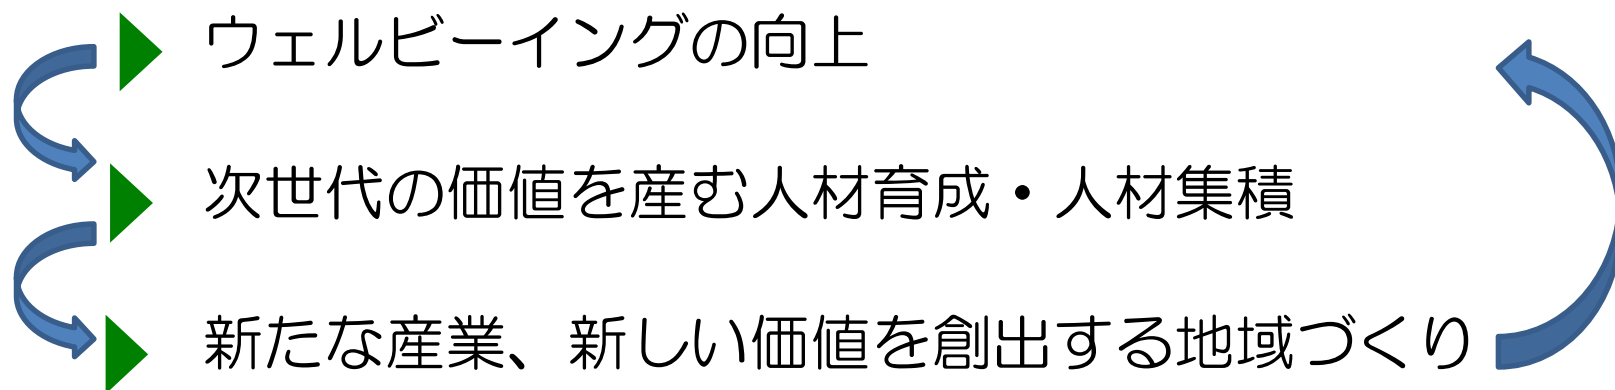 ウェルビーイングの向上
次世代の価値を産む人材育成・人材集積
新たな産業、新しい価値を創出する地域づくり